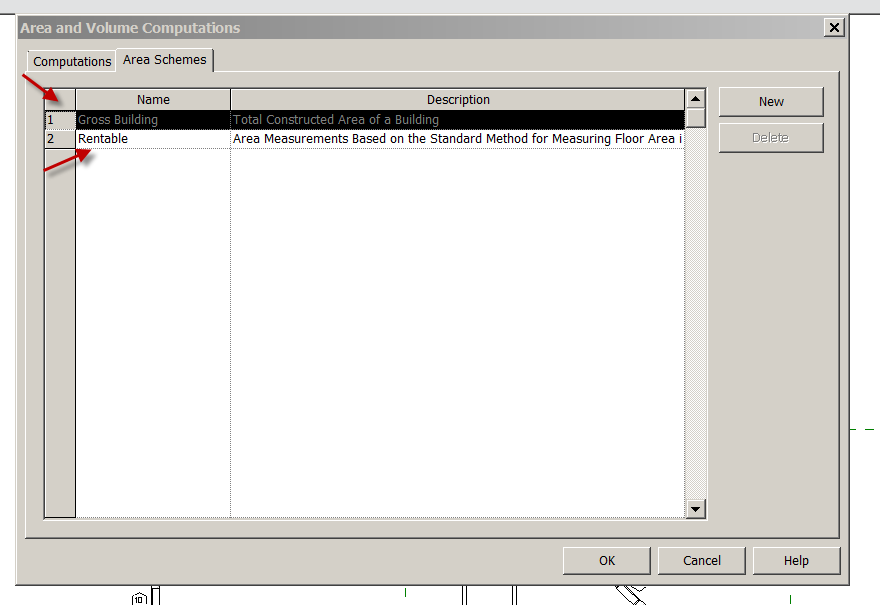 Area and Volume Computations
Computations Area Schemes
Name Description
1 Gross Building Total Constructed Area of a Building
2 Rentable Area Measurements Based on the Standard Method for Measuring Floor Area i
New
Delete
OK Cancel Help
10